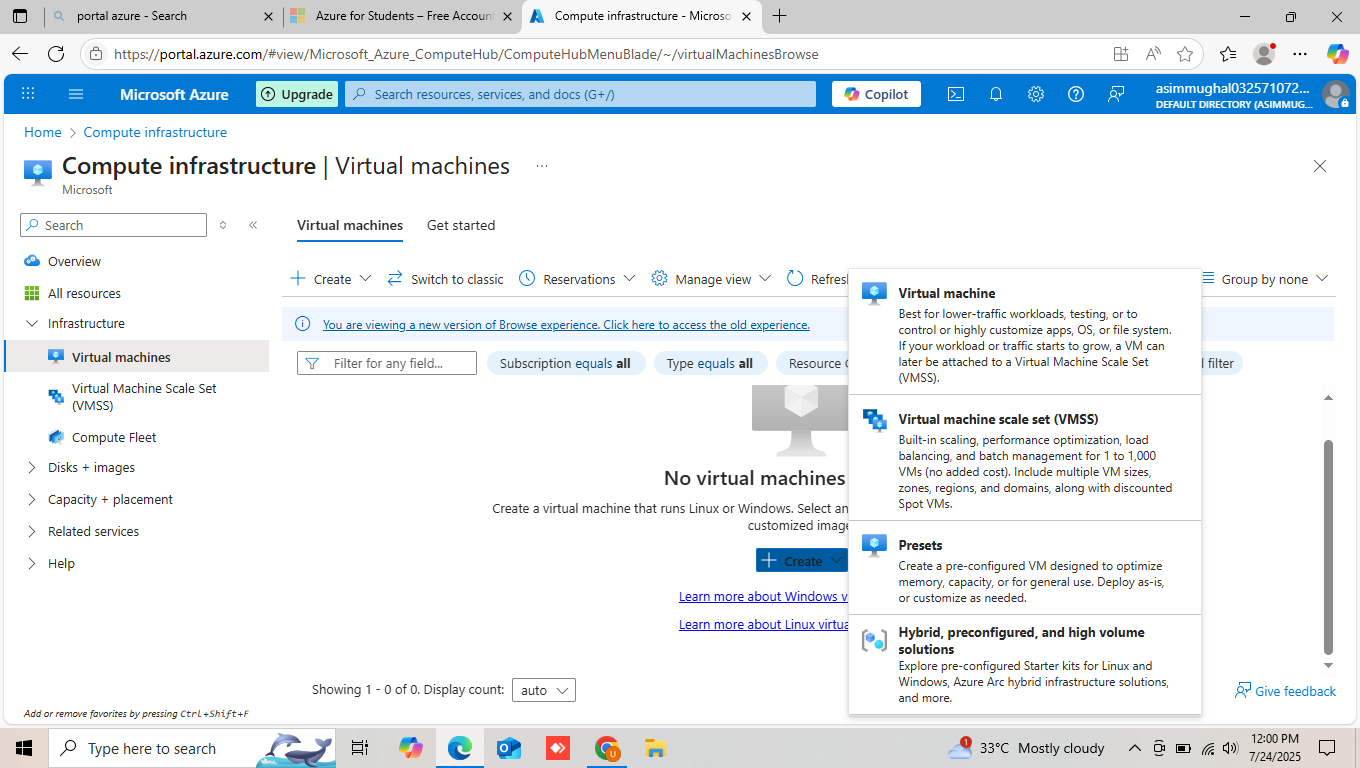 portal azure - Search
Azure for Students – Free Account
Compute infrastructure - Microso
https://portal.azure.com/#view/Microsoft_Azure_ComputeHub/ComputeHubMenuBlade/~/virtualMachinesBrowse
Microsoft Azure
Upgrade
Search resources, services, and docs (G+/)
Copilot
asimmughal032571072...
DEFAULT DIRECTORY (ASIMMUG...
Home > Compute infrastructure
Compute infrastructure | Virtual machines
Microsoft
Search
Overview
All resources
Infrastructure
Virtual machines
Virtual Machine Scale Set
(VMSS)
Compute Fleet
Disks + images
Capacity + placement
Related services
Help
Add or remove favorites by pressing Ctrl+Shift+F
Virtual machines Get started
Create Switch to classic Reservations Manage view Refresh Group by none
You are viewing a new version of Browse experience. Click here to access the old experience.
Filter for any field... Subscription equals all Type equals all Resource filter
No virtual machines
Create a virtual machine that runs Linux or Windows. Select an
customized image
Create
Learn more about Windows v
Learn more about Linux virtua
Virtual machine
Best for lower-traffic workloads, testing, or to
control or highly customize apps, OS, or file system.
If your workload or traffic starts to grow, a VM can
later be attached to a Virtual Machine Scale Set
(VMSS).
Virtual machine scale set (VMSS)
Built-in scaling, performance optimization, load
balancing, and batch management for 1 to 1,000
VMs (no added cost). Include multiple VM sizes,
zones, regions, and domains, along with discounted
Spot VMs.
Presets
Create a pre-configured VM designed to optimize
memory, capacity, or for general use. Deploy as-is,
or customize as needed.
Hybrid, preconfigured, and high volume
solutions
Explore pre-configured Starter kits for Linux and
Windows, Azure Arc hybrid infrastructure solutions,
and more.
Showing 1 - 0 of 0. Display count: auto
Give feedback
Type here to search
1
33°C Mostly cloudy
12:00 PM
7/24/2025